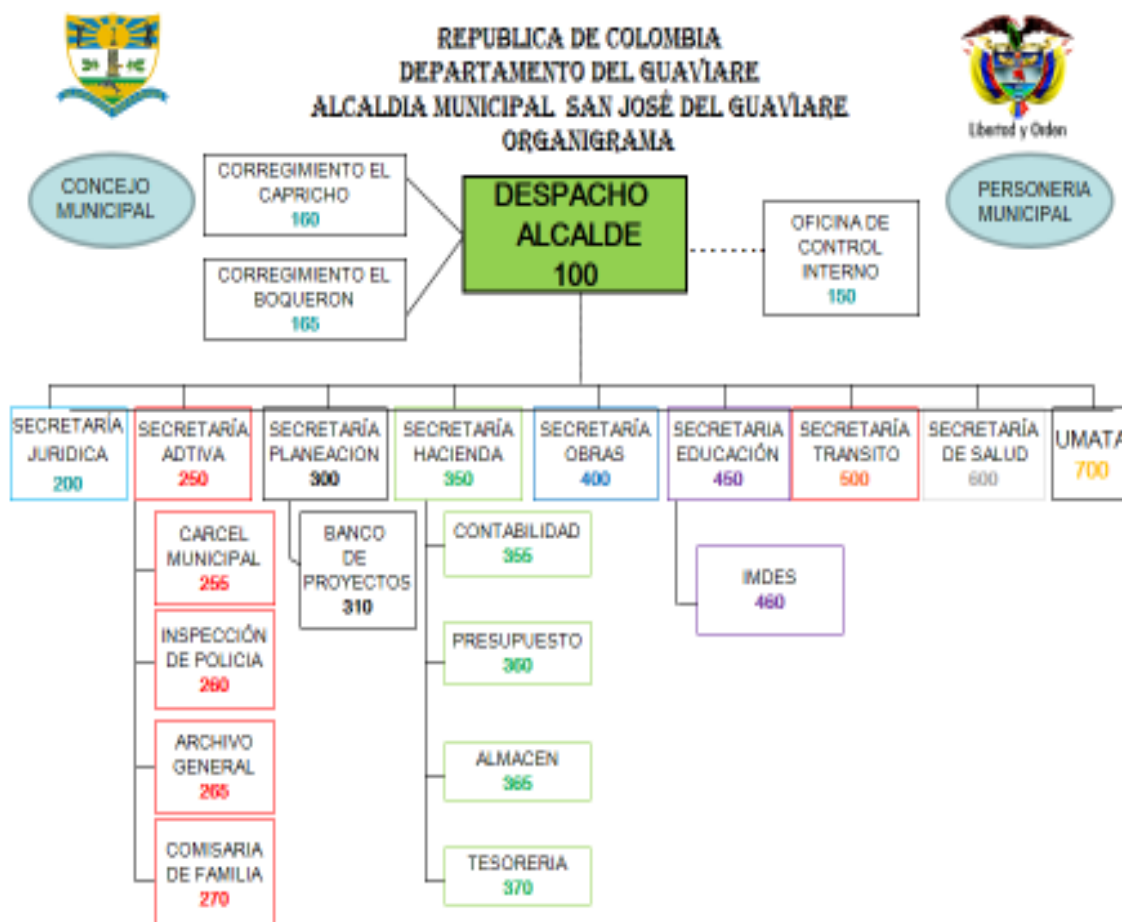 REPUBLICA DE COLOMBIA
DEPARTAMENTO DEL GUAVIARE
ALCALDIA MUNICIPAL SAN JOSÉ DEL GUAVIARE
ORGANIGRAMA
Libertad y Orden
CONCEJO
MUNICIPAL
CORREGIMIENTO EL
CAPRICHO
160
CORREGIMIENTO EL
BOQUERON
165
DESPACHO
ALCALDE
100
OFICINA DE
CONTROL
INTERNO
150
PERSONERIA
MUNICIPAL
SECRETARÍA
JURIDICA
200
SECRETARÍA
ADTIVA
250
SECRETARÍA
PLANEACION
300
SECRETARÍA
HACIENDA
350
SECRETARÍA
OBRAS
400
SECRETARIA
EDUCACIÓN
450
SECRETARÍA
TRANSITO
500
SECRETARÍA
DE SALUD
600
UMATA
700
CARCEL
MUNICIPAL
255
INSPECCIÓN
DE POLICIA
260
ARCHIVO
GENERAL
265
COMISARIA
DE FAMILIA
270
BANCO
DE
PROYECTOS
310
CONTABILIDAD
355
PRESUPUESTO
360
ALMACEN
365
TESORERIA
370
IMDES
460